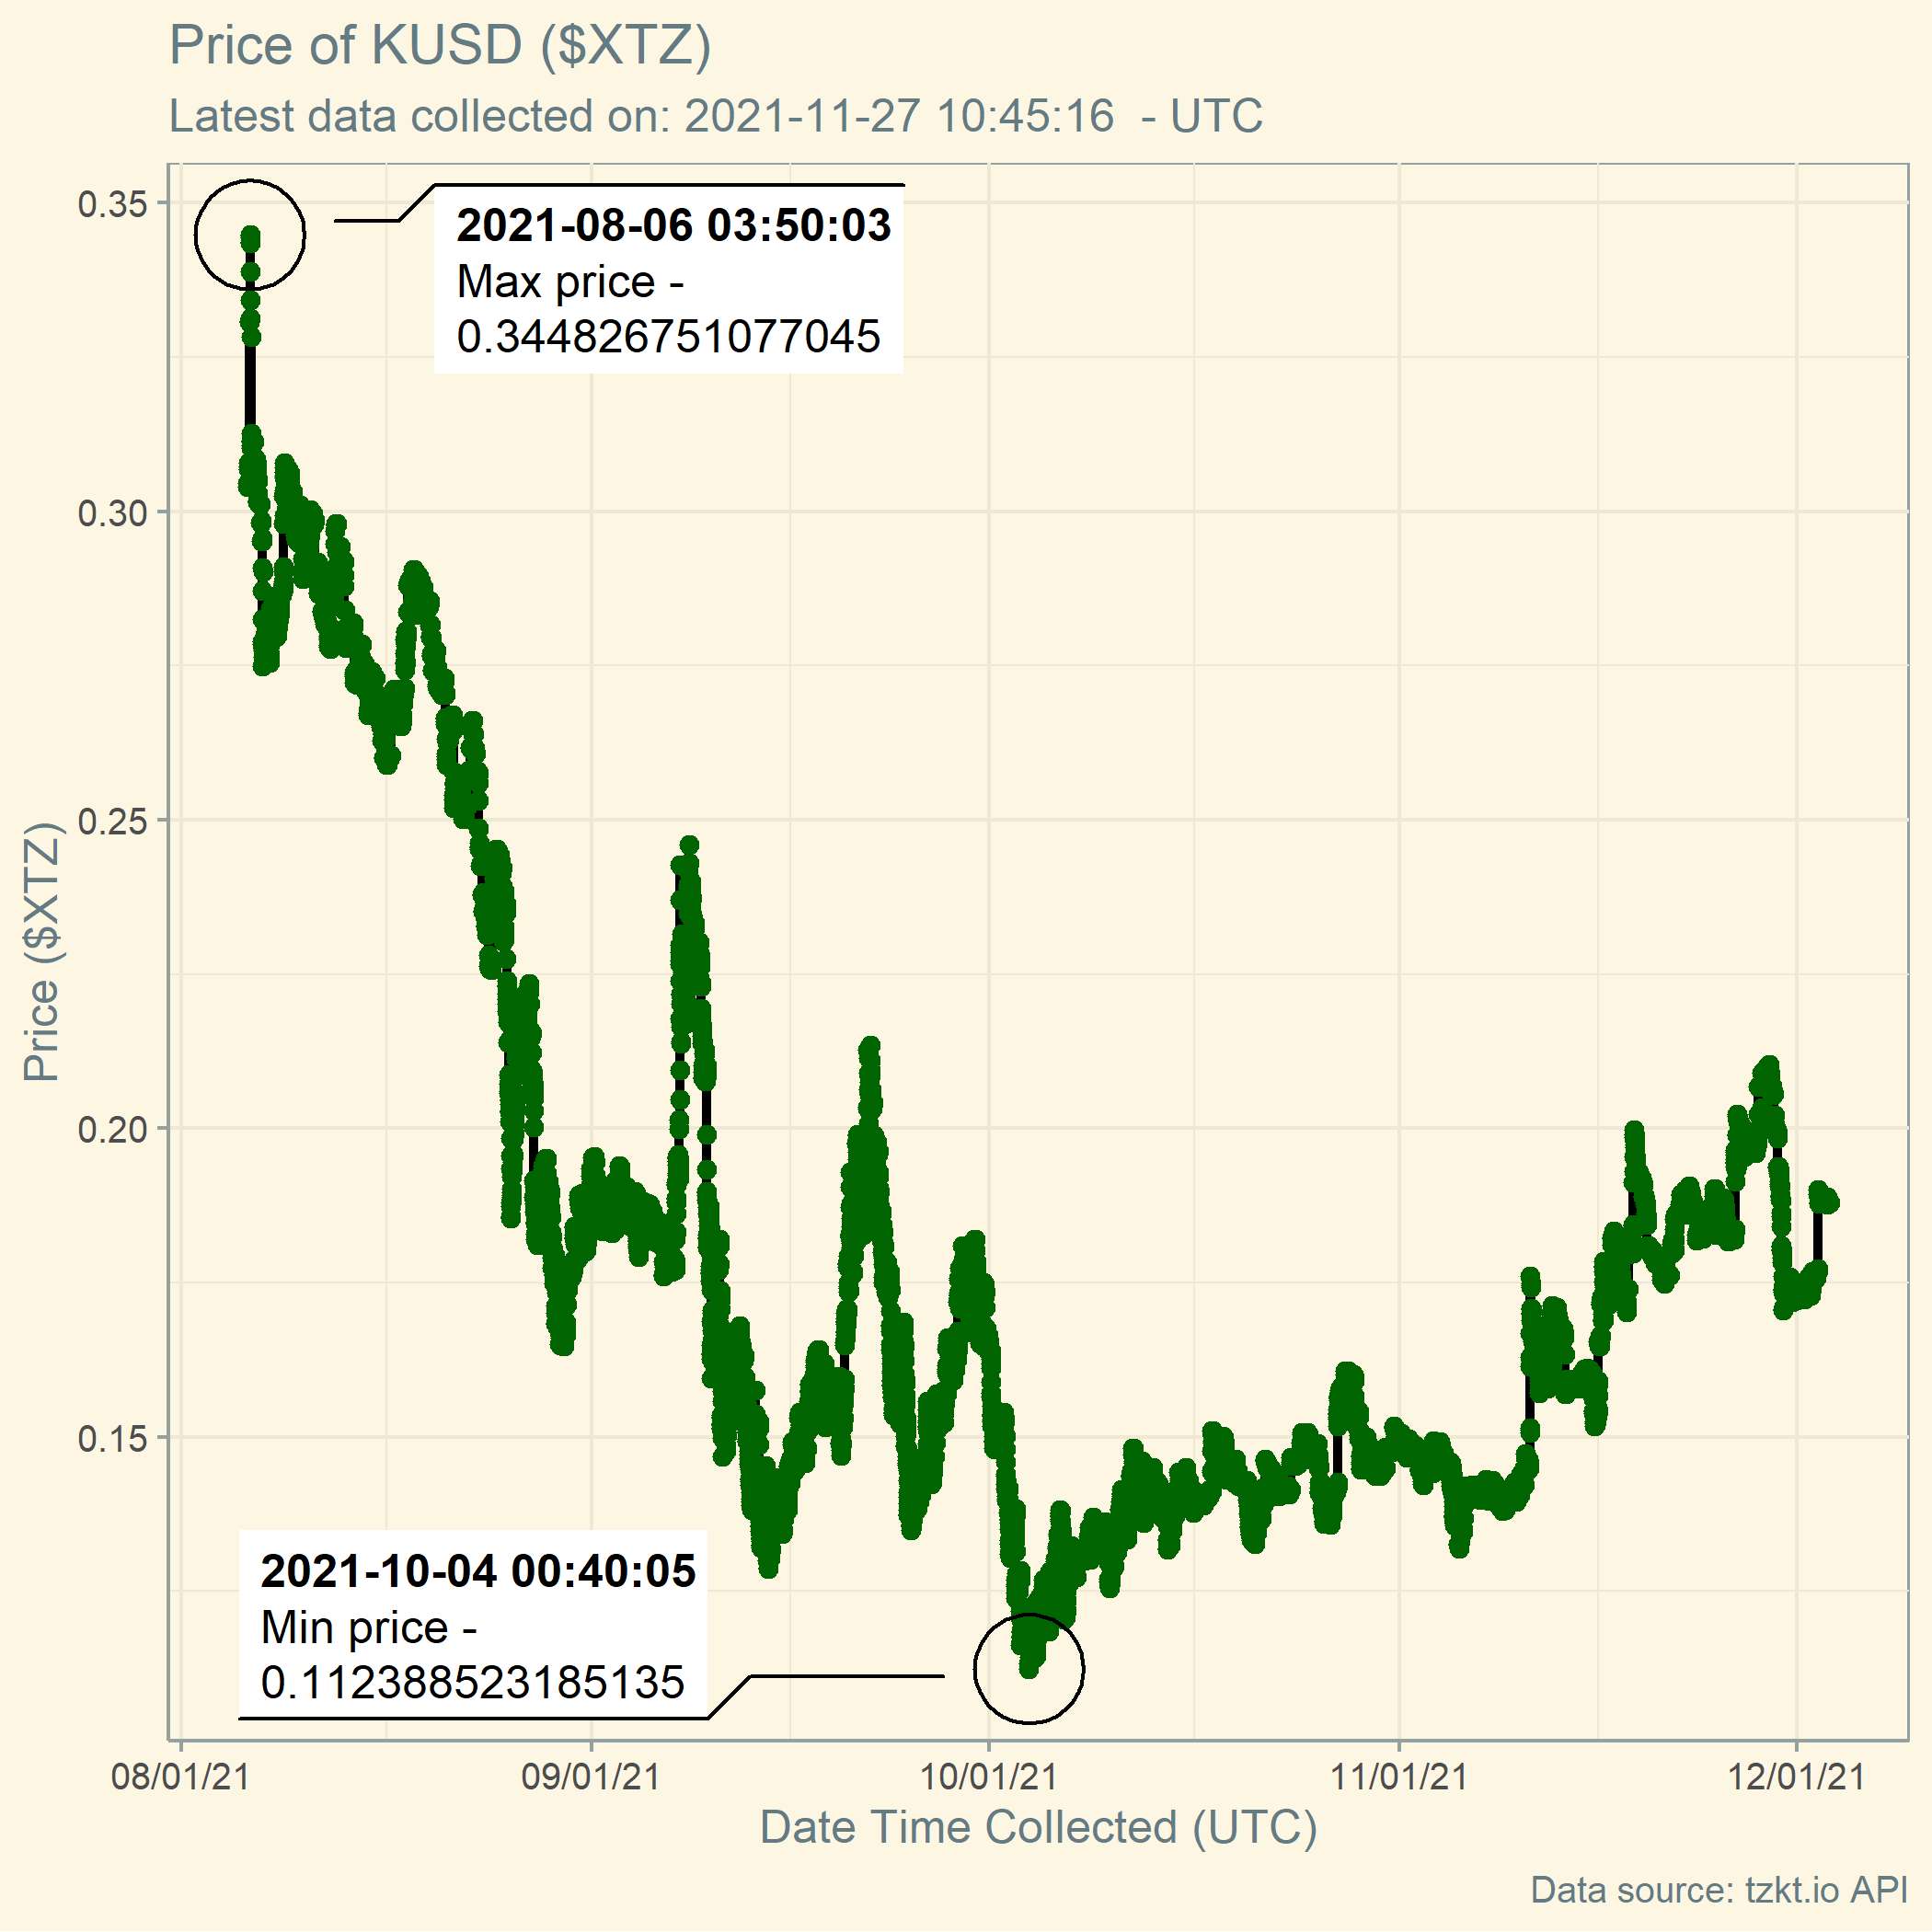 Price of KUSD ($XTZ)
Latest data collected on: 2021-11-27 10:45:16  - UTC
2021-08-06 03:50:03
Max price -
0.344826751077045
0.35
0.30
0.25
0.20
0.15
Price ($XTZ)
2021-10-04 00:40:05
Min price -
0.112388523185135
08/01/21
09/01/21
10/01/21
11/01/21
12/01/21
Date Time Collected (UTC)
Data source: tzkt.io API